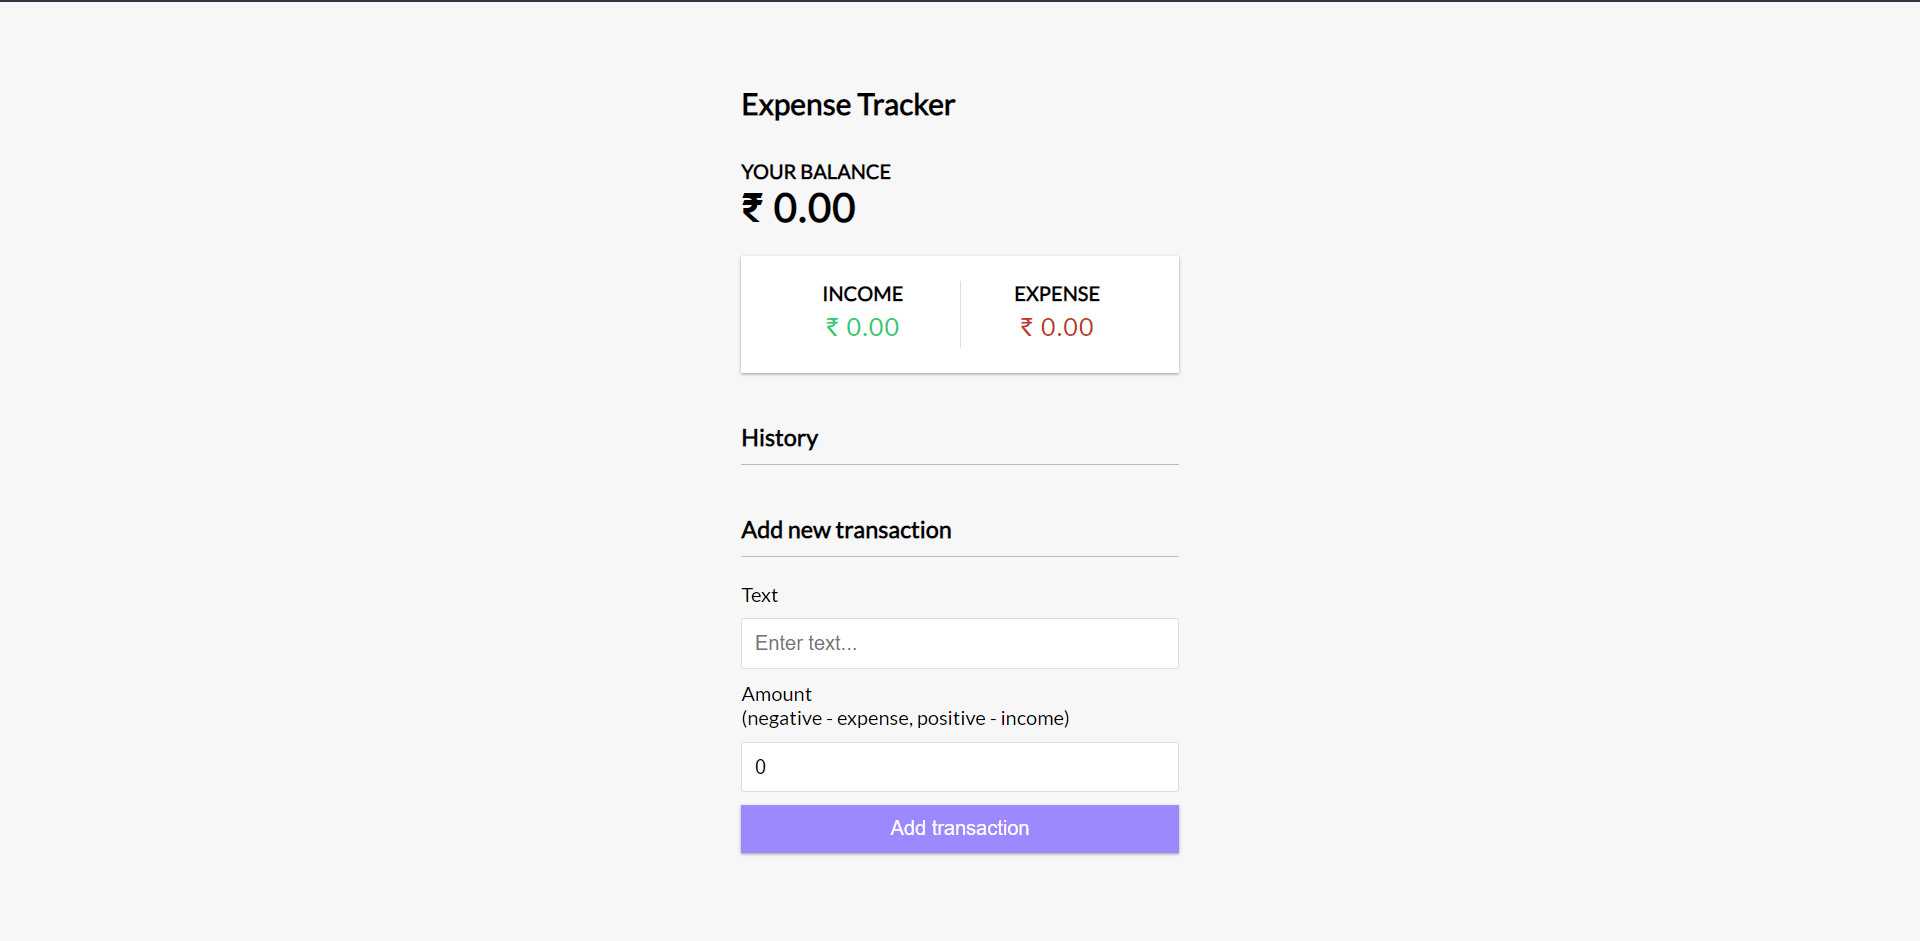 Expense Tracker
YOUR BALANCE
₹ 0.00
INCOME
₹ 0.00
EXPENSE
₹ 0.00
History
Add new transaction
Text
Enter text...
Amount
(negative - expense, positive - income)
0
Add transaction